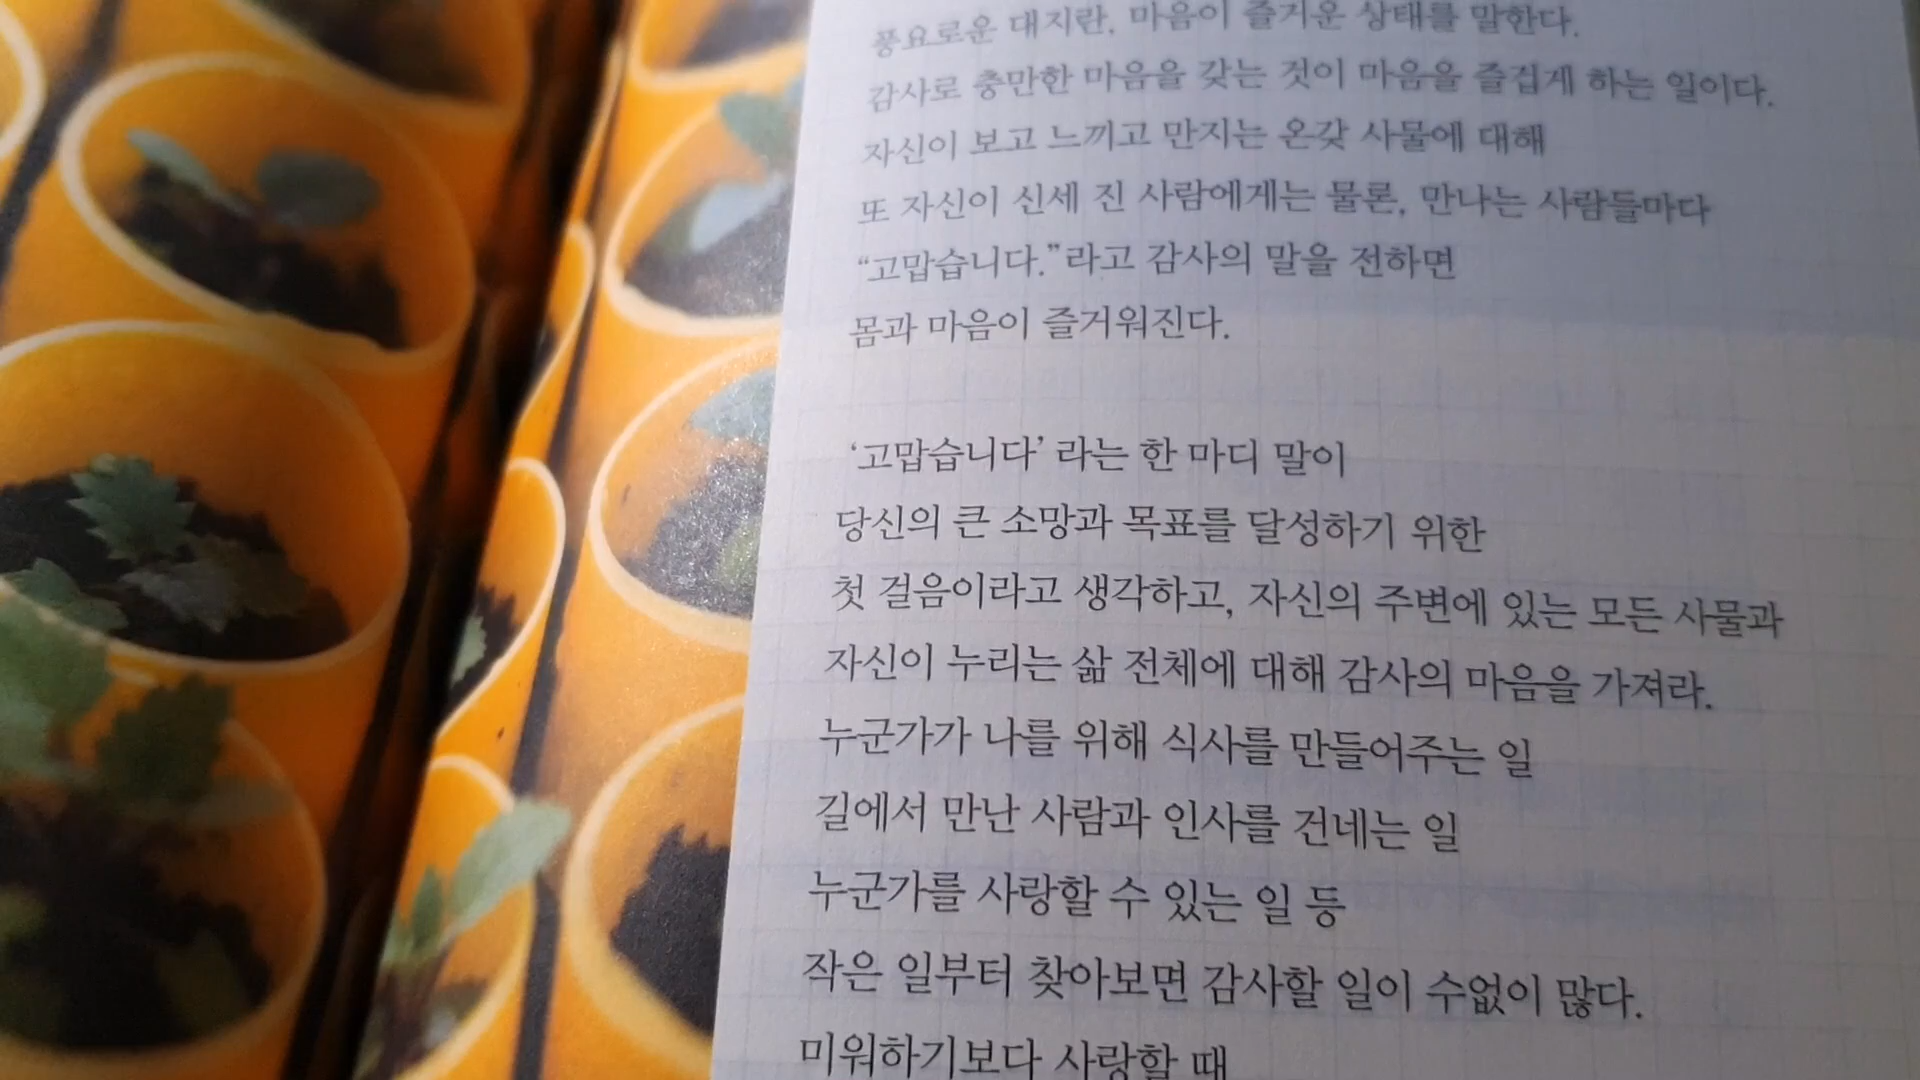 풍요로운 대지란, 마음이 즐거운 상태를 말한다.
감사로 충만한 마음을 갖는 것이 마음을 즐겁게 하는 일이다.
자신이 보고 느끼고 만지는 온갖 사물에 대해
또 자신이 신세 진 사람에게는 물론, 만나는 사람들마다
“고맙습니다.”라고 감사의 말을 전하면
몸과 마음이 즐거워진다.
‘고맙습니다’ 라는 한 마디 말이
당신의 큰 소망과 목표를 달성하기 위한
첫 걸음이라고 생각하고, 자신의 주변에 있는 모든 사물과
자신이 누리는 삶 전체에 대해 감사의 마음을 가져라.
누군가가 나를 위해 식사를 만들어주는 일
길에서 만난 사람과 인사를 건네는 일
누군가를 사랑할 수 있는 일 등
작은 일부터 찾아보면 감사할 일이 수없이 많다.
미워하기보다 사랑할 때